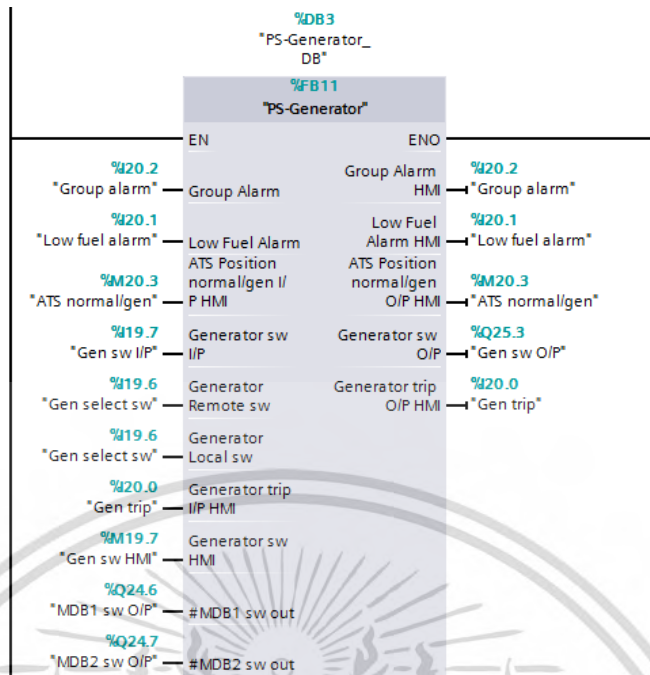 %DB3
"PS-Generator_
DB"
%FB11
"PS-Generator"
EN ENO
%I20.2
"Group alarm" Group Alarm
Group Alarm
HMI
%I20.2
"Group alarm"
%I20.1
"Low fuel alarm" Low Fuel Alarm
Low Fuel
Alarm HMI
%I20.1
"Low fuel alarm"
%M20.3
"ATS normal/gen"
ATS Position
normal/gen I/
P HMI
ATS Position
normal/gen
O/P HMI
%M20.3
"ATS normal/gen"
%I19.7
"Gen sw I/P"
Generator sw
I/P
Generator sw
O/P
%Q25.3
"Gen sw O/P"
%I19.6
"Gen select sw"
Generator
Remote sw
Generator trip
O/P HMI
%I20.0
"Gen trip"
%I19.6
"Gen select sw"
Generator
Local sw
%I20.0
"Gen trip"
Generator trip
I/P HMI
%M19.7
"Gen sw HMI"
Generator sw
HMI
%Q24.6
"MDB1 sw O/P" #MDB1 sw out
%Q24.7
"MDB2 sw O/P" #MDB2 sw out